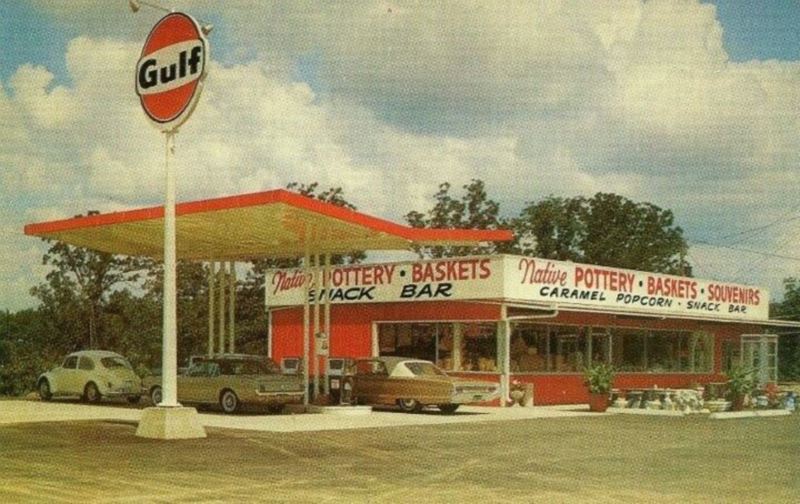 Gulf
Native POTTERY · BASKETS
SNACK BAR
Native POTTERY · BASKETS · SOUVENIRS
CARAMEL POPCORN · SNACK BAR